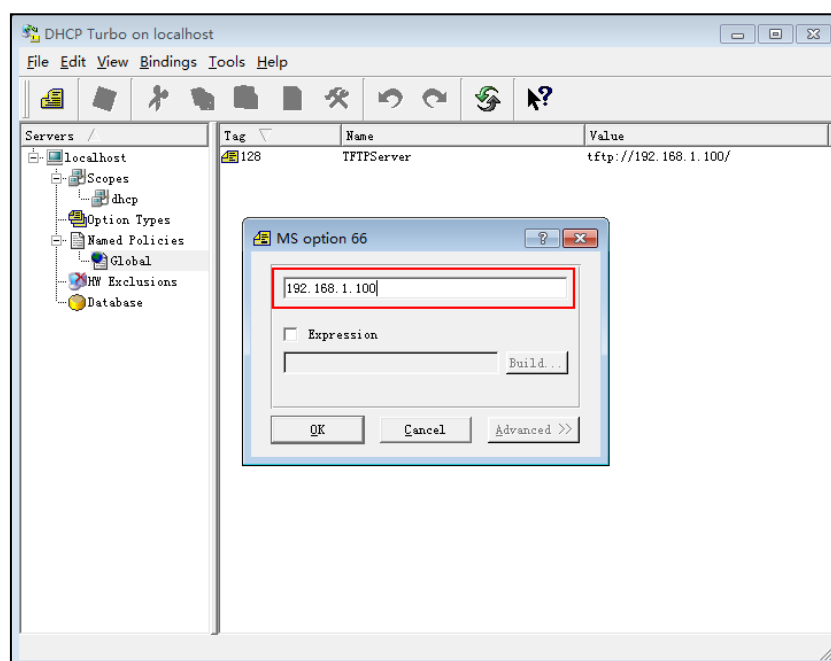 DHCP Turbo on localhost
File Edit View Bindings Tools Help
Servers
Tag Name Value
localhost
128 TFTPServer tftp://192.168.1.100/
Scopes
dhcp
Option Types
Named Policies
Global
HW Exclusions
Database
MS option 66
192.168.1.100
Expression
Build...
OK Cancel Advanced >>